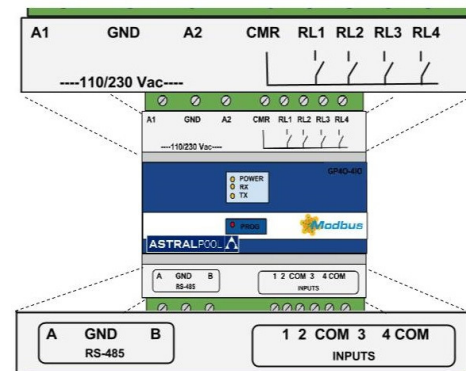 A1 GND A2 CMR RL1 RL2 RL3 RL4
----110/230 Vac----
A1 GND A2 CMR RL1 RL2 RL3 RL4
----110/230 Vac----
GP4O-4I0
POWER
RX
TX
PROG
Modbus
ASTRALPOOL
A GND B
RS-485
1 2 COM 3 4 COM
INPUTS
A GND B
RS-485
1 2 COM 3 4 COM
INPUTS